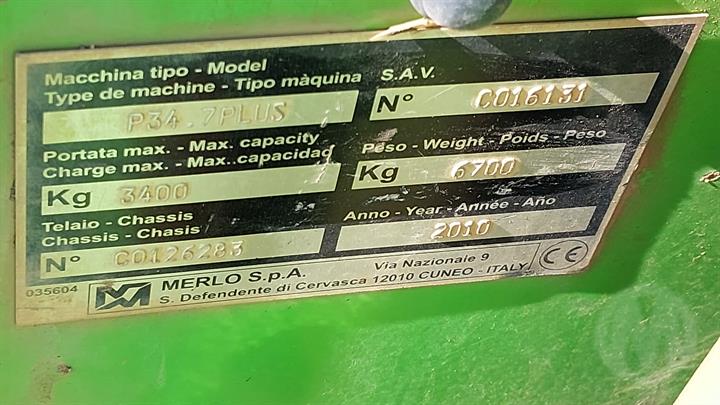 Macchina tipo - Model
Type de machine - Tipo màquina
P34.7PLUS
S.A.V.
N° C016131
Portata max. - Max. capacity
Charge max. - Max..capacidad
Kg 3400
Peso - Weight - Poids - Peso
Kg 6700
Telaio - Chassis
Chassis - Chasis
N° C0126283
Anno - Year - Année - Año
2010
035604
MERLO S.p.A.
Via Nazionale 9
S. Defendente di Cervasca 12010 CUNEO - ITALY
CE